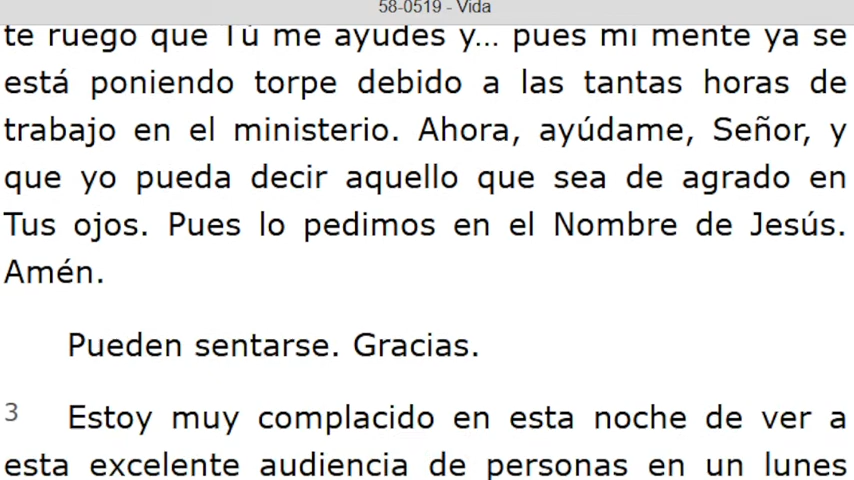 58-0519 - Vida
te ruego que Tú me ayudes y... pues mi mente ya se
está poniendo torpe debido a las tantas horas de
trabajo en el ministerio. Ahora, ayúdame, Señor, y
que yo pueda decir aquello que sea de agrado en
Tus ojos. Pues lo pedimos en el Nombre de Jesús.
Amén.
Pueden sentarse. Gracias.
3 Estoy muy complacido en esta noche de ver a
esta excelente audiencia de personas en un lunes